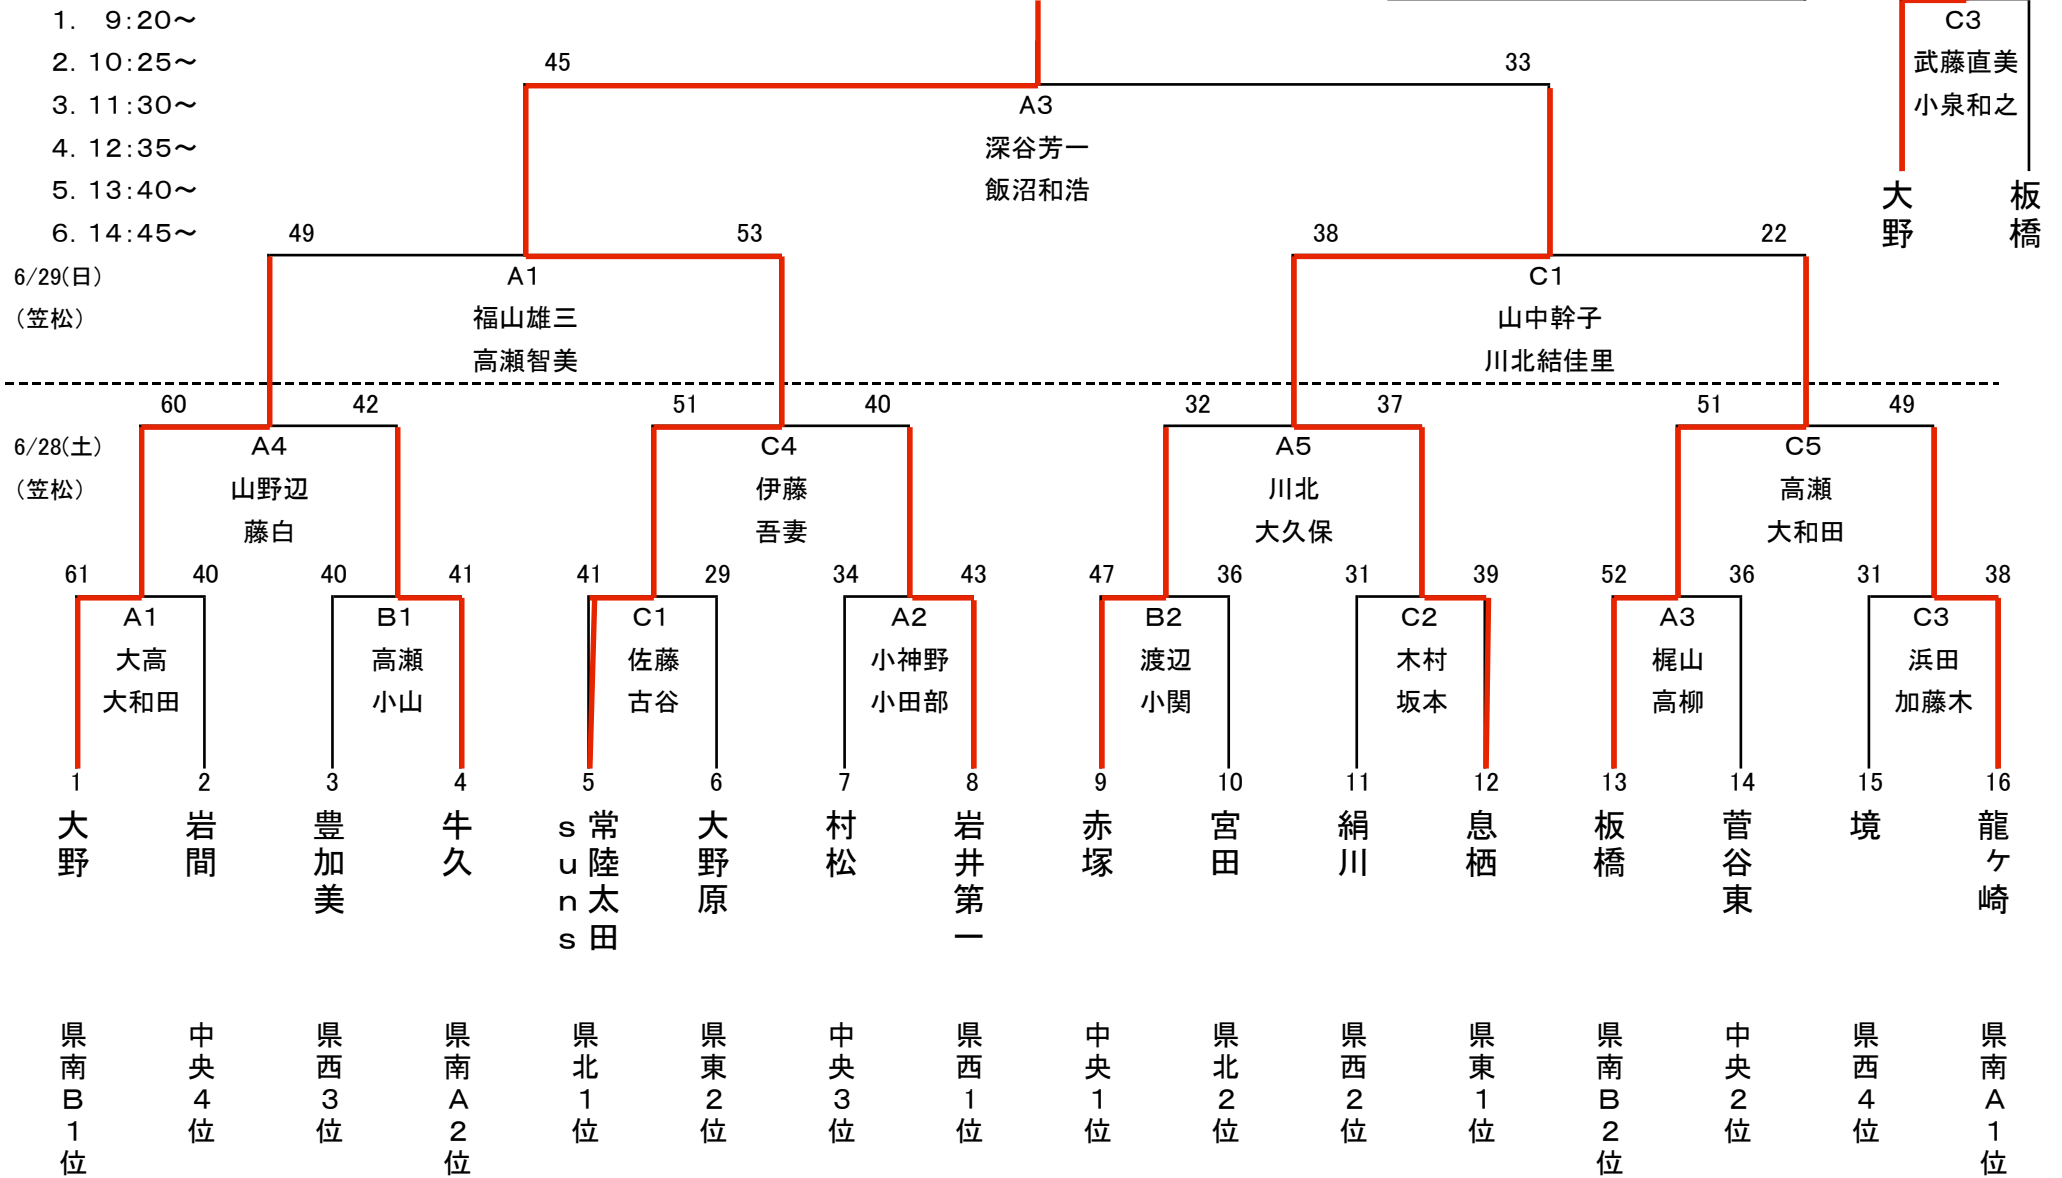 １． ９：２０～
２．１０：２５～
３．１１：３０～
４．１２：３５～
５．１３：４０～
６．１４：４５～
C3
武藤直美
小泉和之
大野
板橋
45
33
A3
深谷芳一
飯沼和浩
49
53
38
22
6/29(日)
（笠松）
A1
福山雄三
高瀬智美
C1
山中幹子
川北結佳里
60
42
51
40
32
37
51
49
6/28(土)
（笠松）
A4
山野辺
藤白
C4
伊藤
吾妻
A5
川北
大久保
C5
高瀬
大和田
61
40
40
41
41
29
34
43
47
36
31
39
52
36
31
38
A1
大高
大和田
B1
高瀬
小山
C1
佐藤
古谷
A2
小神野
小田部
B2
渡辺
小関
C2
木村
坂本
A3
梶山
高柳
C3
浜田
加藤木
1
2
3
4
5
6
7
8
9
10
11
12
13
14
15
16
大野
岩間
豊加美
牛久
常陸太田
ｓｕｎｓ
大野原
村松
岩井第一
赤塚
宮田
絹川
息栖
板橋
菅谷東
境
龍ヶ崎
県南B1位
中央4位
県西3位
県南A2位
県北1位
県東2位
中央3位
県西1位
中央1位
県北2位
県西2位
県東1位
県南B2位
中央2位
県西4位
県南A1位